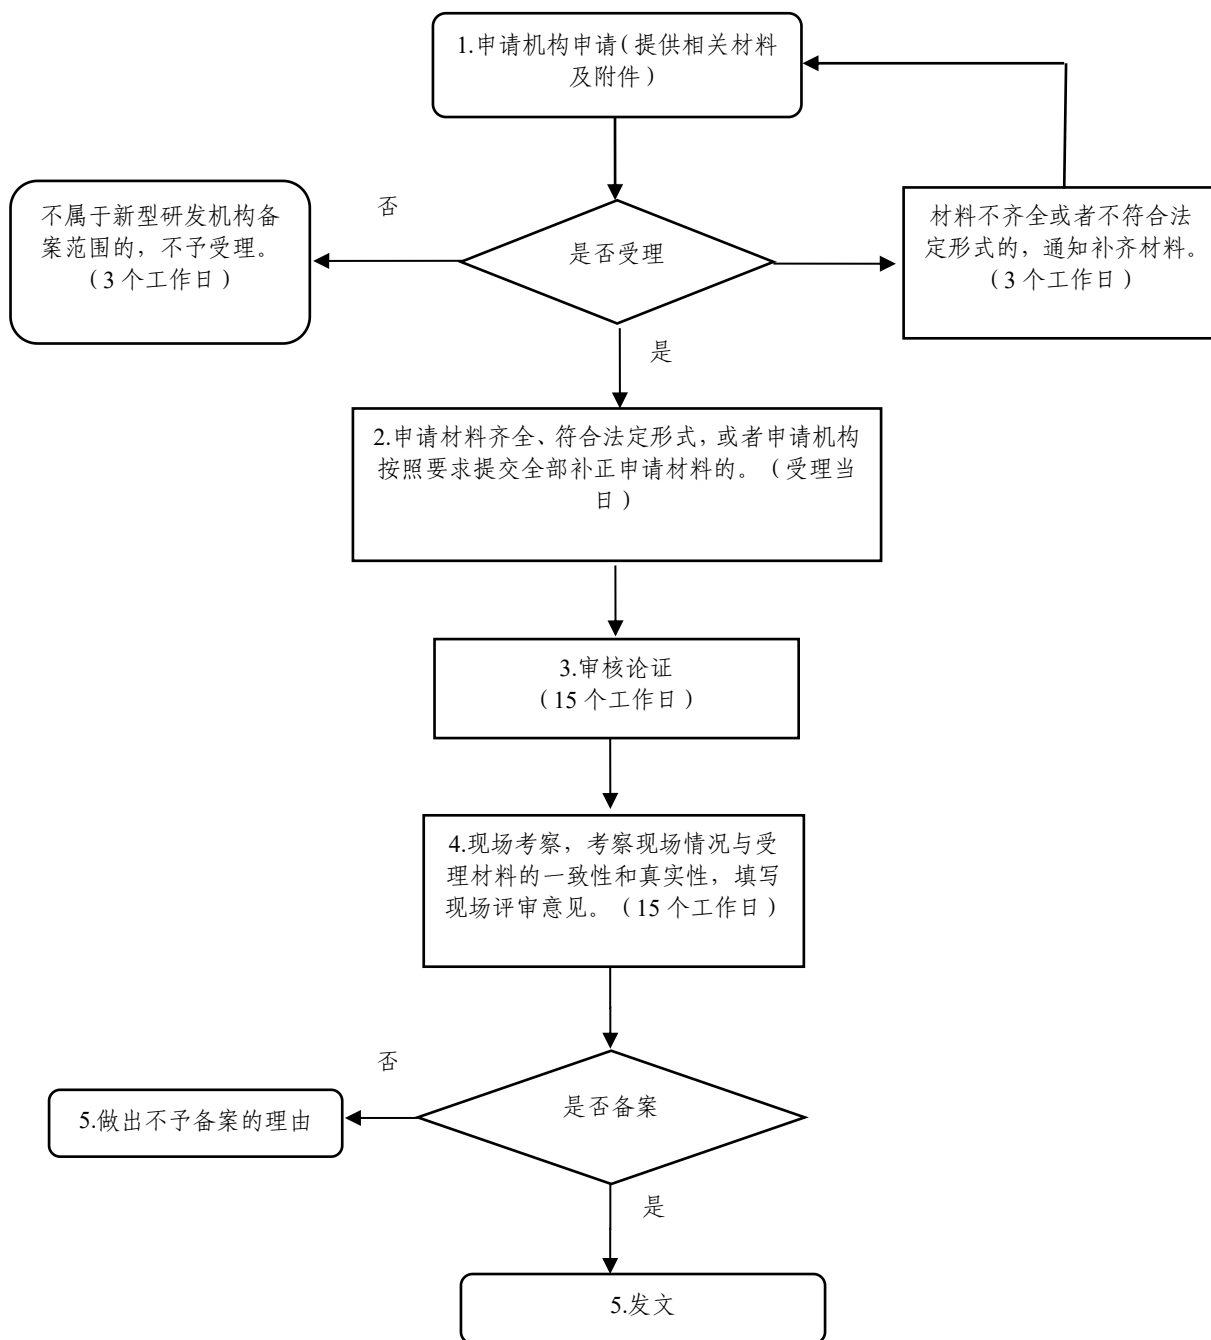 1.申请机构申请（提供相关材料
及附件）
否
不属于新型研发机构备
案范围的，不予受理。
（3 个工作日）
是否受理
材料不齐全或者不符合法
定形式的，通知补齐材料。
（3 个工作日）
是
2.申请材料齐全、符合法定形式，或者申请机构
按照要求提交全部补正申请材料的。（受理当
日）
3.审核论证
（15 个工作日）
4.现场考察，考察现场情况与受
理材料的一致性和真实性，填写
现场评审意见。（15 个工作日）
否
5.做出不予备案的理由
是否备案
是
5.发文